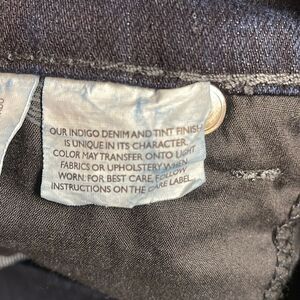 OUR INDIGO DENIM AND TINT FINISH
IS UNIQUE IN ITS CHARACTER.
COLOR MAY TRANSFER ONTO LIGHT
FABRICS OR UPHOLSTERY WHEN
WORN. FOR BEST CARE, FOLLOW
INSTRUCTIONS ON THE CARE LABEL.